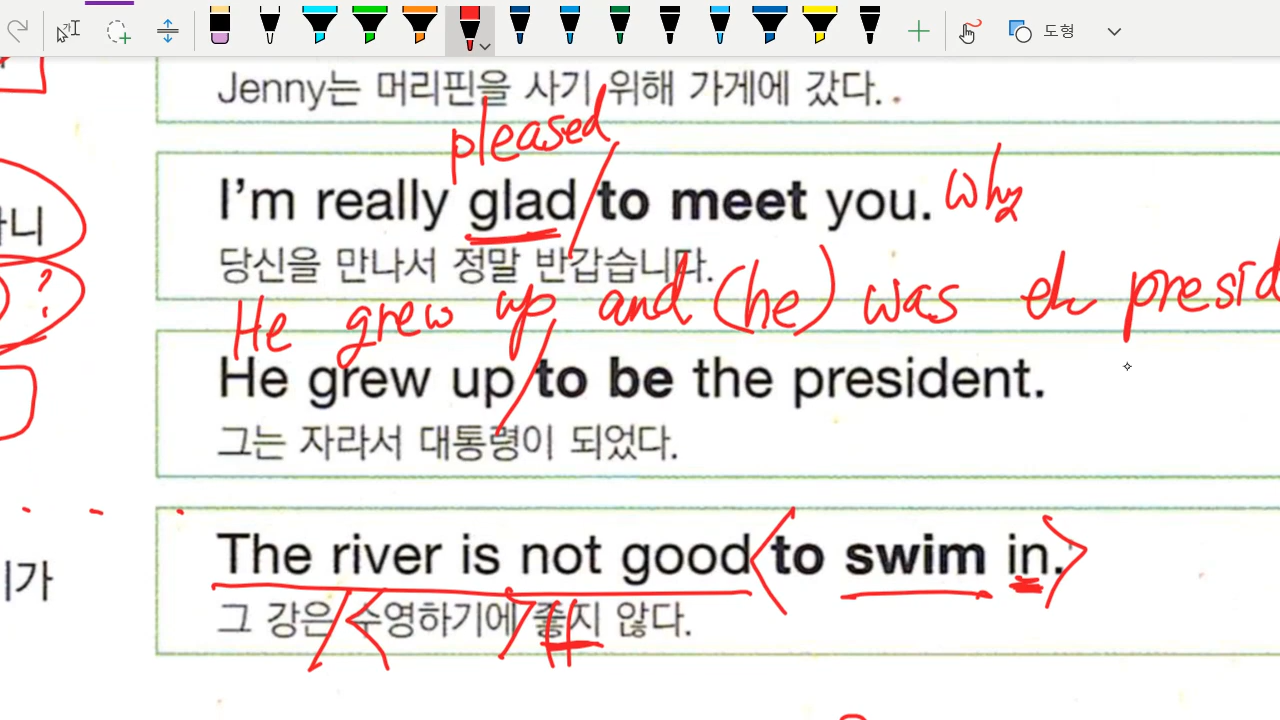 도형
Jenny는 머리핀을 사기 위해 가게에 갔다.
pleased
I'm really glad to meet you. why
당신을 만나서 정말 반갑습니다.
He grew up and (he) was presid
?
He grew up to be the president.
그는 자라서 대통령이 되었다.
The river is not good to swim in.
그 강은 수영하기에 좋지 않다.